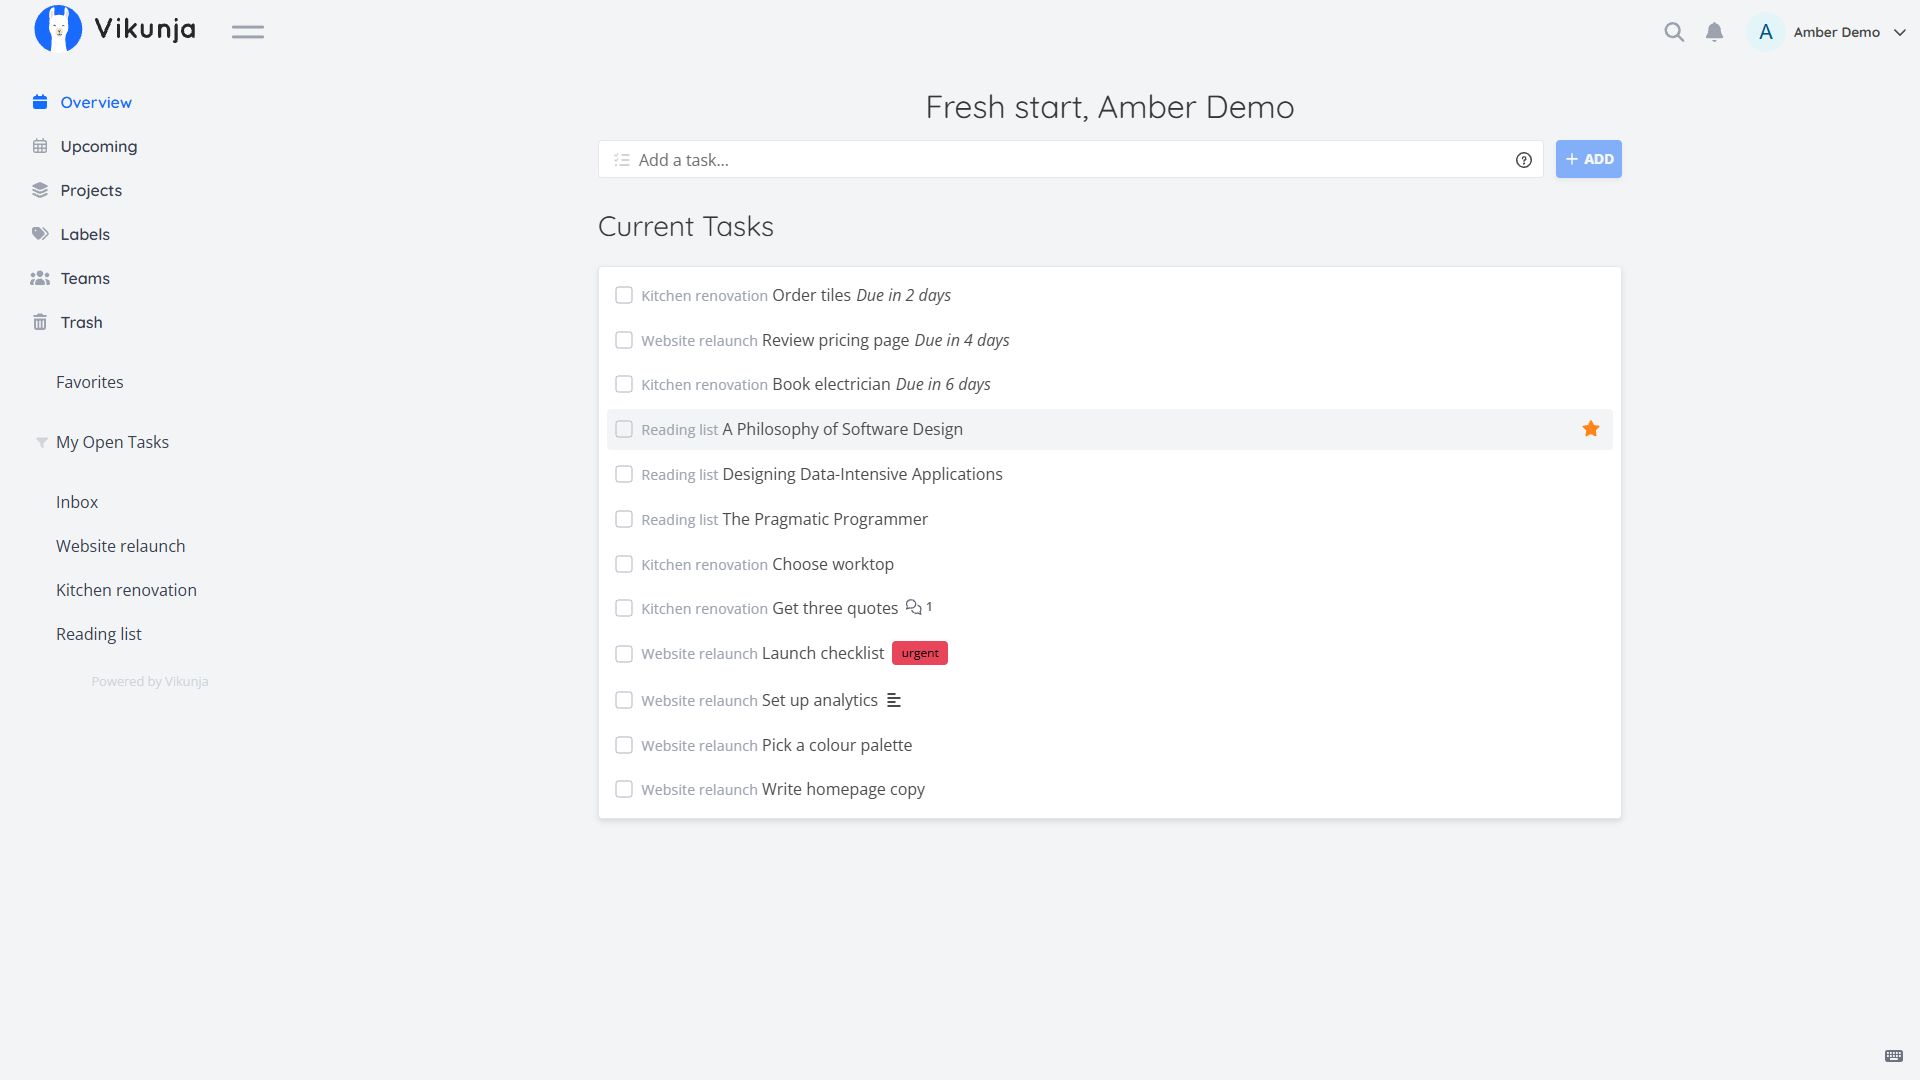 Vikunja
A Amber Demo
Overview
Upcoming
Projects
Labels
Teams
Trash
Favorites
My Open Tasks
Inbox
Website relaunch
Kitchen renovation
Reading list
Powered by Vikunja
Fresh start, Amber Demo
Add a task...
ADD
Current Tasks
Kitchen renovation Order tiles Due in 2 days
Website relaunch Review pricing page Due in 4 days
Kitchen renovation Book electrician Due in 6 days
Reading list A Philosophy of Software Design
Reading list Designing Data-Intensive Applications
Reading list The Pragmatic Programmer
Kitchen renovation Choose worktop
Kitchen renovation Get three quotes 1
Website relaunch Launch checklist urgent
Website relaunch Set up analytics
Website relaunch Pick a colour palette
Website relaunch Write homepage copy